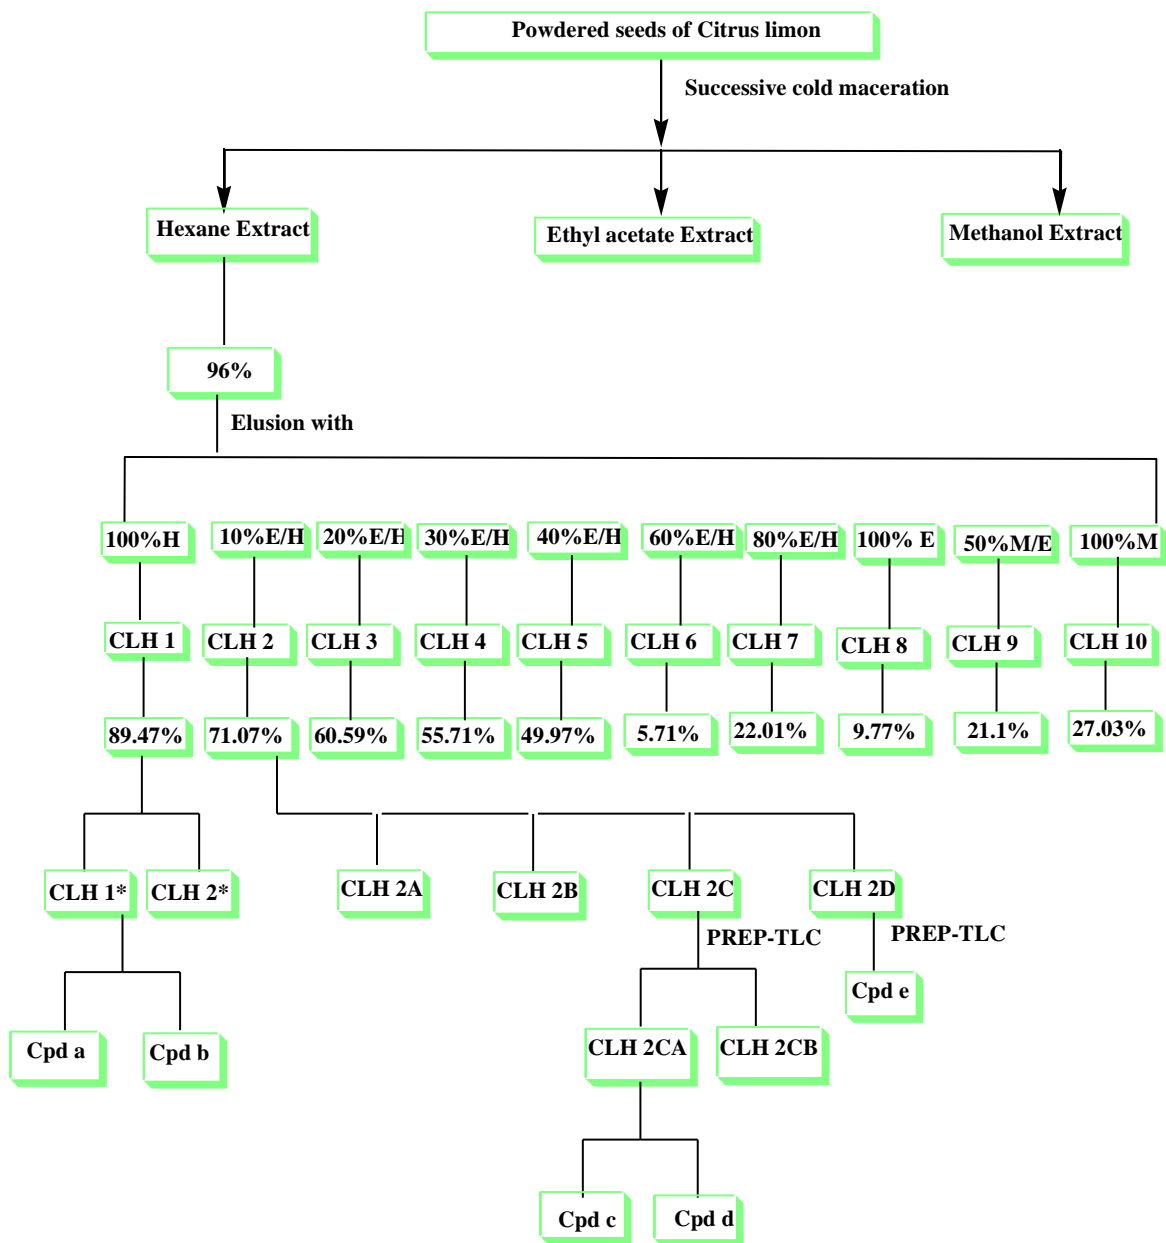 Powdered seeds of Citrus limon
Successive cold maceration
Hexane Extract
Ethyl acetate Extract
Methanol Extract
96%
Elusion with
100%H
10%E/H
20%E/H
30%E/H
40%E/H
60%E/H
80%E/H
100% E
50%M/E
100%M
CLH 1
CLH 2
CLH 3
CLH 4
CLH 5
CLH 6
CLH 7
CLH 8
CLH 9
CLH 10
89.47%
71.07%
60.59%
55.71%
49.97%
5.71%
22.01%
9.77%
21.1%
27.03%
CLH 1*
CLH 2*
CLH 2A
CLH 2B
CLH 2C
CLH 2D
PREP-TLC
PREP-TLC
Cpd e
Cpd a
Cpd b
CLH 2CA
CLH 2CB
Cpd c
Cpd d